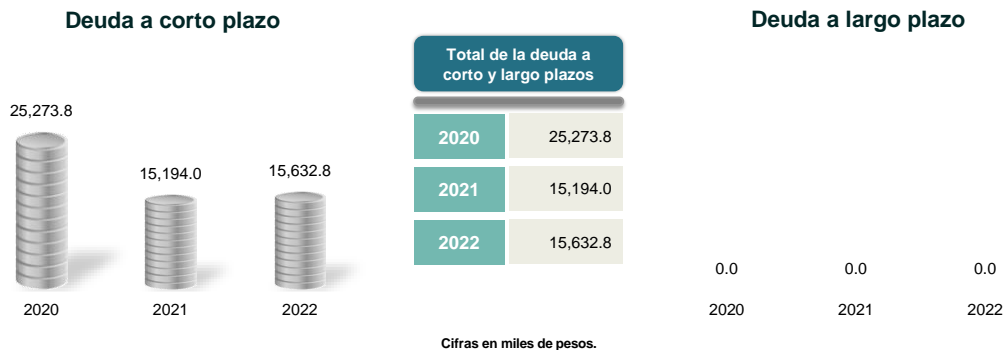 Deuda a corto plazo
25,273.8
15,194.0
15,632.8
2020
2021
2022
Total de la deuda a
corto y largo plazos
2020 25,273.8
2021 15,194.0
2022 15,632.8
Deuda a largo plazo
0.0 0.0 0.0
2020 2021 2022
Cifras en miles de pesos.